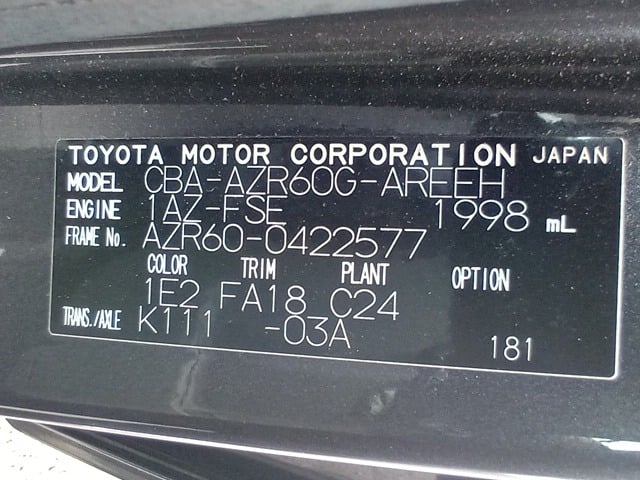 TOYOTA MOTOR CORPORATION JAPAN
MODEL CBA-AZR60G-AREEH
ENGINE 1AZ-FSE 1998 mL
FRAME No. AZR60-0422577
COLOR TRIM PLANT OPTION
1E2 FA18 C24
TRANS./AXLE K111 -03A
181